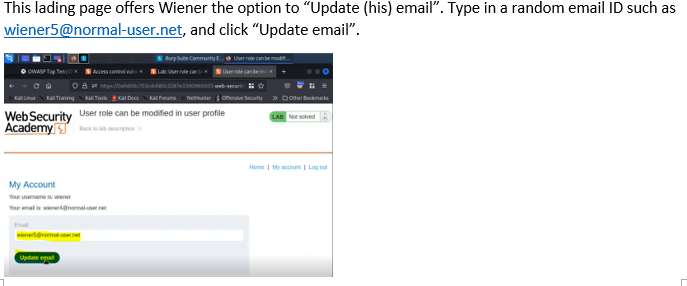 This lading page offers Wiener the option to “Update (his) email”. Type in a random email ID such as
wiener5@normal-user.net, and click “Update email”.
Burp Suite Community E... User role can be modifi...
OWASP Top Ten | Access control vuln Lab: User role can User role can be mo
Kali Linux Kali Training Kali Tools Kali Docs Kali Forums NetHunter Offensive Security Other Bookmarks
WebSecurity
Academy
User role can be modified in user profile
Back to lab description
LAB Not solved
Home | My account | Log out
My Account
Your username is: wiener
Your email is: wiener4@normal-user.net
Email
wiener5@normal-user.net
Update email